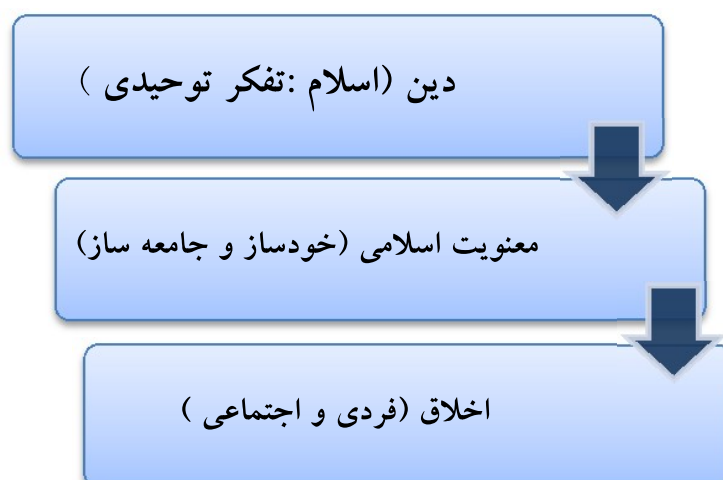 دین (اسلام :تفکر توحیدی )
معنویت اسلامی (خودساز و جامعه ساز)
اخلاق (فردی و اجتماعی )